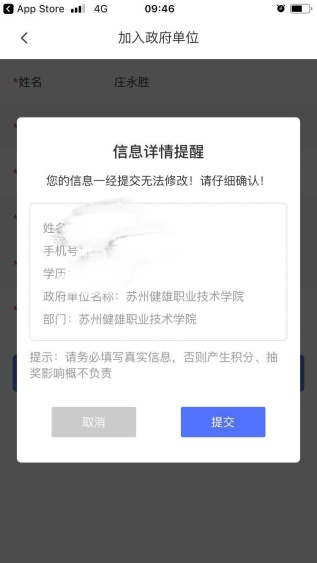 App Store 4G 09:46
加入政府单位
*姓名 庄永胜
信息详情提醒
您的信息一经提交无法修改！请仔细确认！
姓名
手机号
学历
政府单位名称：苏州健雄职业技术学院
部门：苏州健雄职业技术学院
提示：请务必填写真实信息，否则产生积分、抽
奖影响概不负责
取消 提交